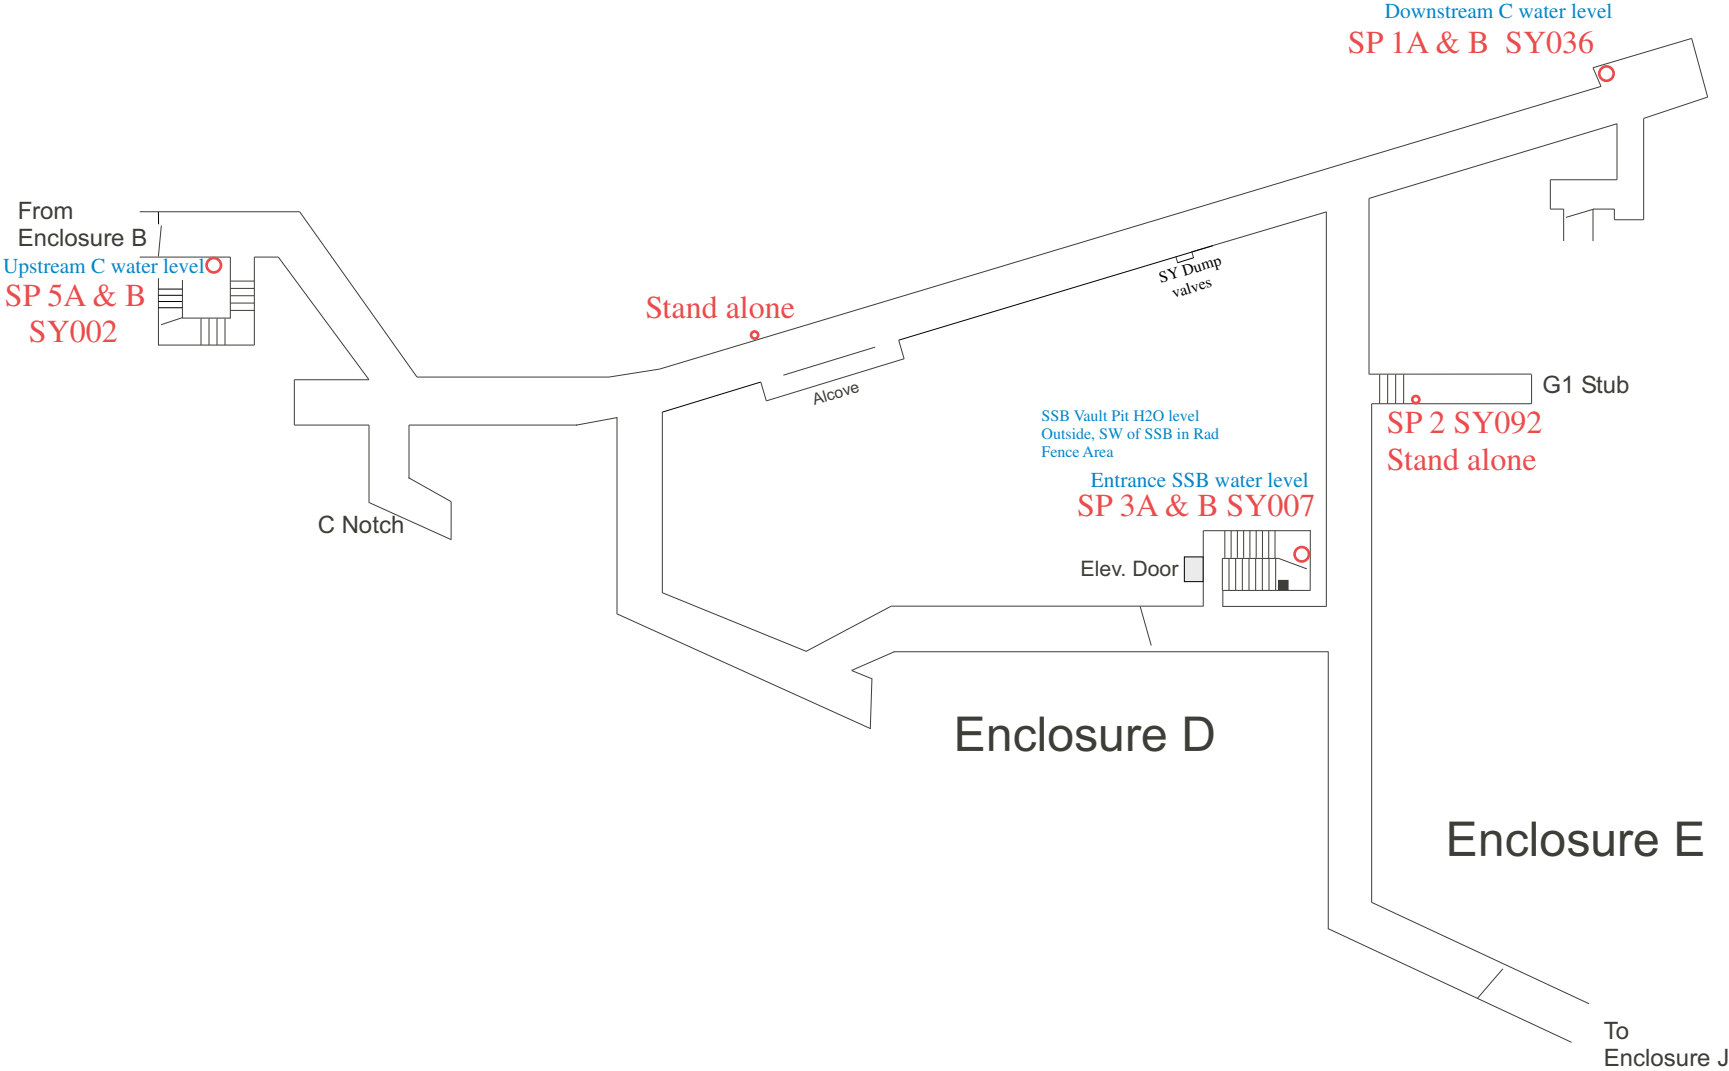 Downstream C water level
SP 1A & B SY036
From
Enclosure B
Upstream C water level
SP 5A & B
SY002
SY Dump
valves
Stand alone
Alcove
G1 Stub
SP 2 SY092
Stand alone
SSB Vault Pit H2O level
Outside, SW of SSB in Rad
Fence Area
Entrance SSB water level
SP 3A & B SY007
C Notch
Elev. Door
Enclosure D
Enclosure E
To
Enclosure J